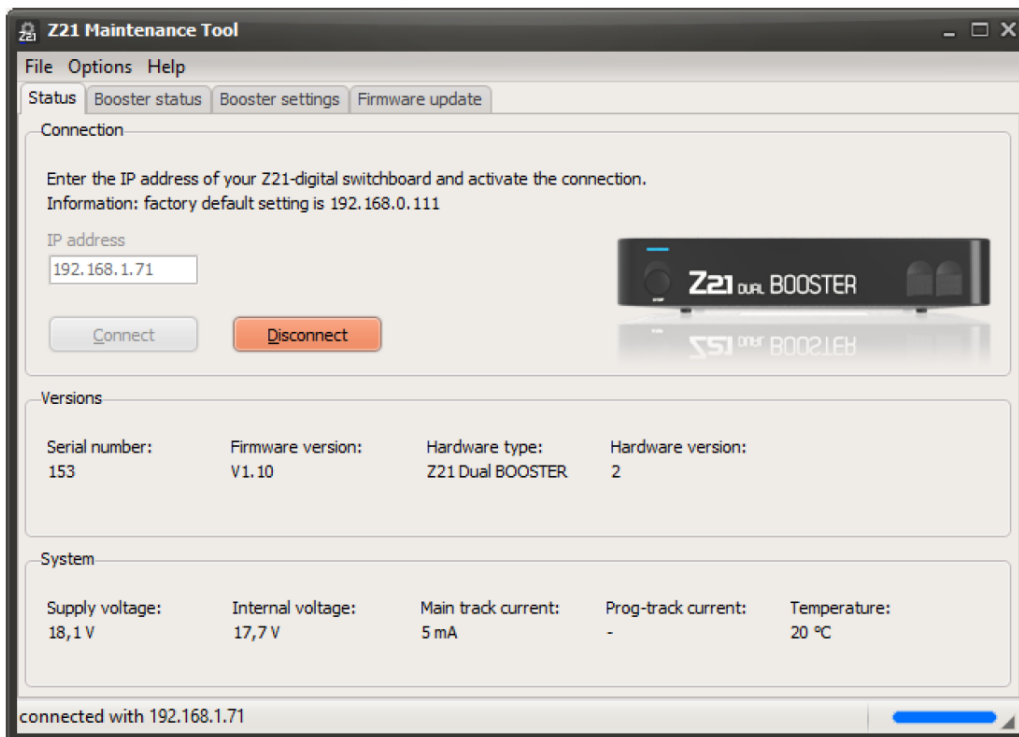 Z21 Maintenance Tool
File Options Help
Status Booster status Booster settings Firmware update
Connection
Enter the IP address of your Z21-digital switchboard and activate the connection.
Information: factory default setting is 192.168.0.111
IP address
192.168.1.71
Z21 DUAL BOOSTER
Connect Disconnect
Versions
Serial number: Firmware version: Hardware type: Hardware version:
153 V1.10 Z21 Dual BOOSTER 2
System
Supply voltage: Internal voltage: Main track current: Prog-track current: Temperature:
18,1 V 17,7 V 5 mA - 20 ºC
connected with 192.168.1.71